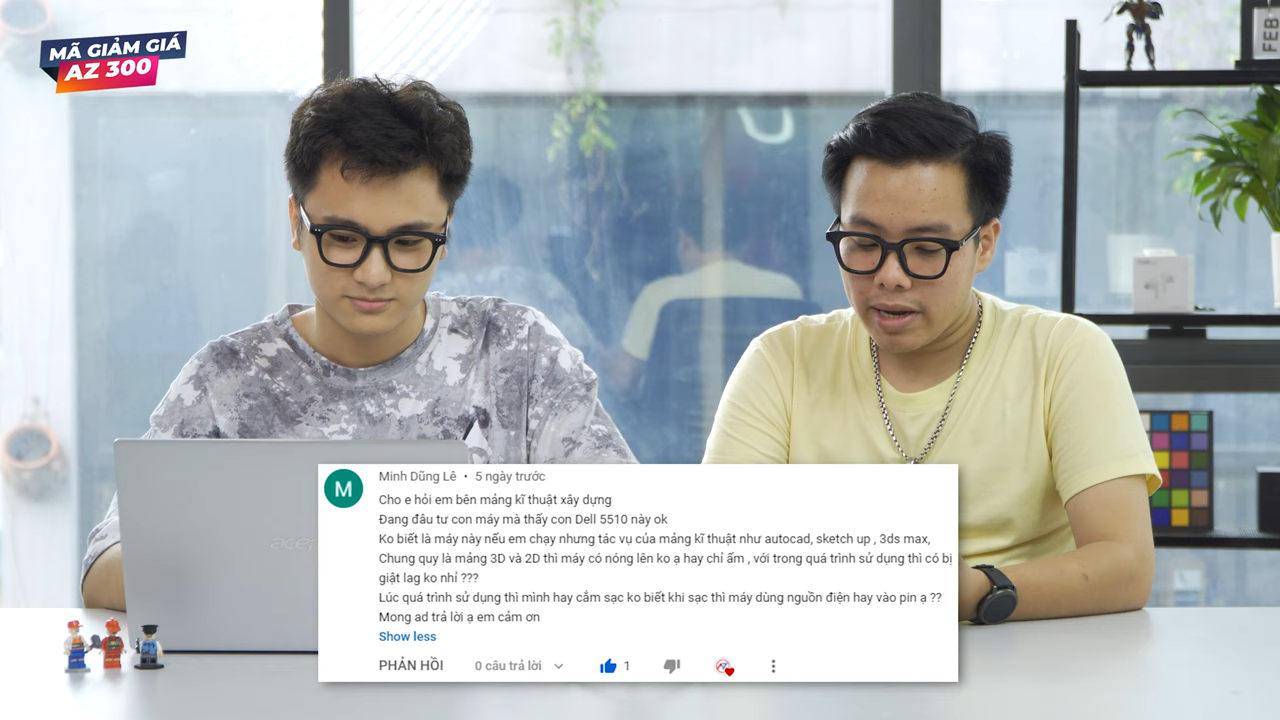 MÃ GIẢM GIÁ
AZ 300
FEB
acer
M
Minh Dũng Lê • 5 ngày trước
Cho e hỏi em bên mảng kĩ thuật xây dựng
Đang đâu tư con máy mà thấy con Dell 5510 này ok
Ko biết là máy này nếu em chạy nhưng tác vụ của mảng kĩ thuật như autocad, sketch up , 3ds max,
Chung quy là mảng 3D và 2D thì máy có nóng lên ko ạ hay chỉ ấm , với trong quá trình sử dụng thì có bị
giật lag ko nhỉ ???
Lúc quá trình sử dụng thì mình hay cắm sạc ko biết khi sạc thì máy dùng nguồn điện hay vào pin ạ ??
Mong ad trả lời ạ em cảm ơn
Show less
PHẢN HỒI 0 câu trả lời 1